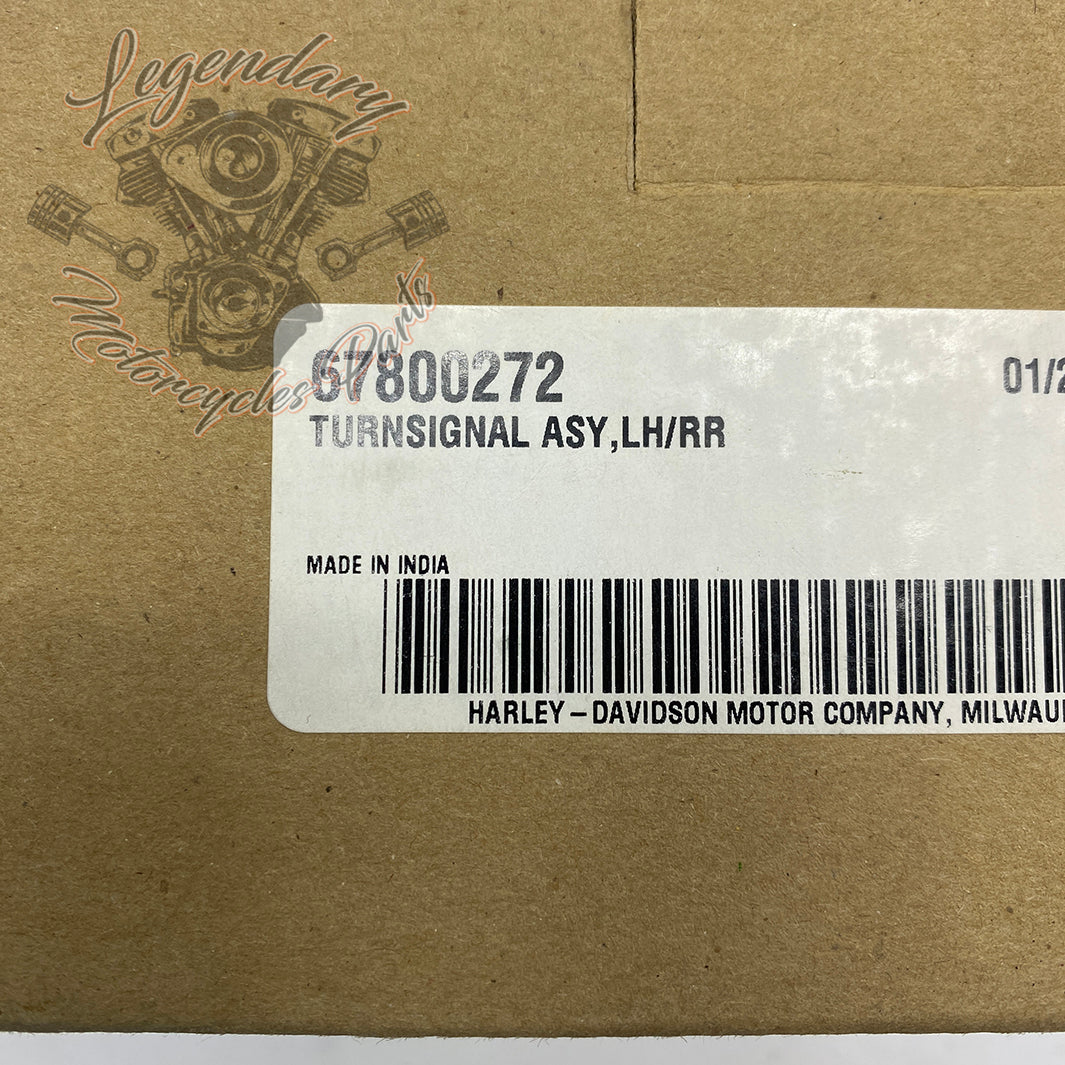 Legendary
Motorcycles Parts
67800272 01/2
TURNSIGNAL ASY,LH/RR
MADE IN INDIA
HARLEY–DAVIDSON MOTOR COMPANY, MILWAU